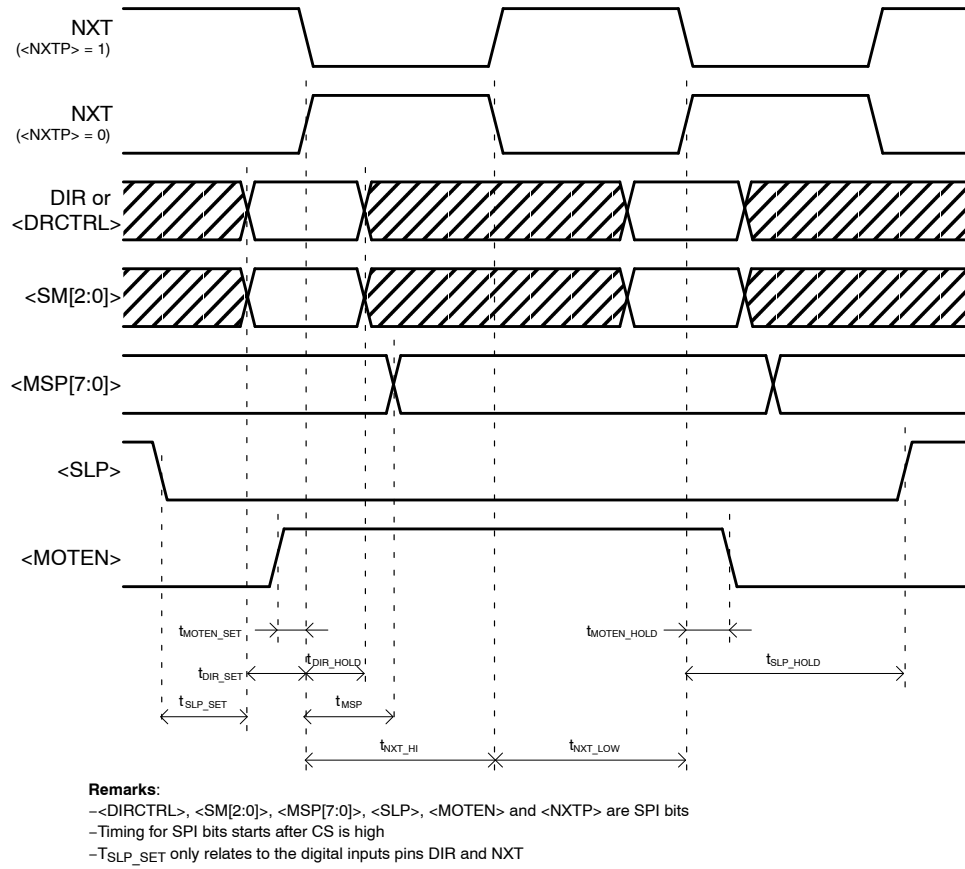 NXT
(<NXTP> = 1)
NXT
(<NXTP> = 0)
DIR or
<DRCTRL>
<SM[2:0]>
<MSP[7:0]>
<SLP>
<MOTEN>
tMOTEN_SET
tMOTEN_HOLD
tDIR_SET
tDIR_HOLD
tSLP_HOLD
tSLP_SET
tMSP
tNXT_HI
tNXT_LOW
Remarks:
–<DIRCTRL>, <SM[2:0]>, <MSP[7:0]>, <SLP>, <MOTEN> and <NXTP> are SPI bits
–Timing for SPI bits starts after CS is high
–TSLP_SET only relates to the digital inputs pins DIR and NXT